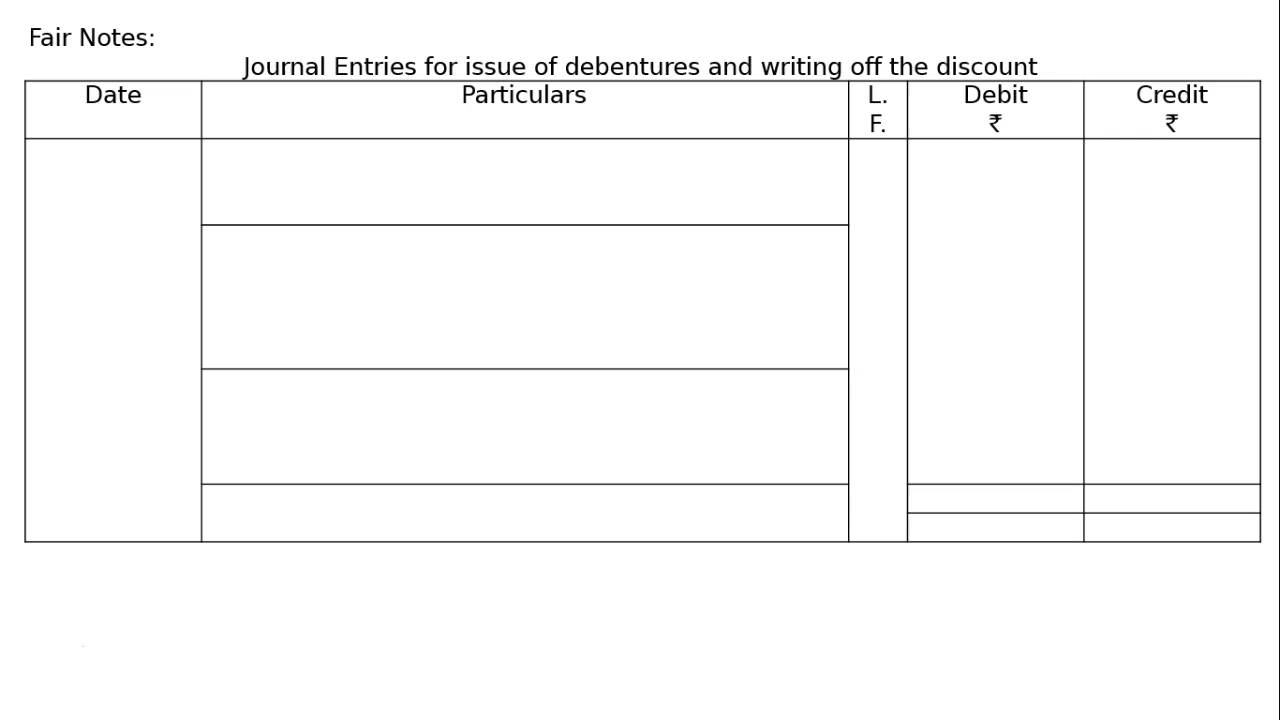 Fair Notes:
Journal Entries for issue of debentures and writing off the discount
Date Particulars L. F. Debit ₹ Credit ₹